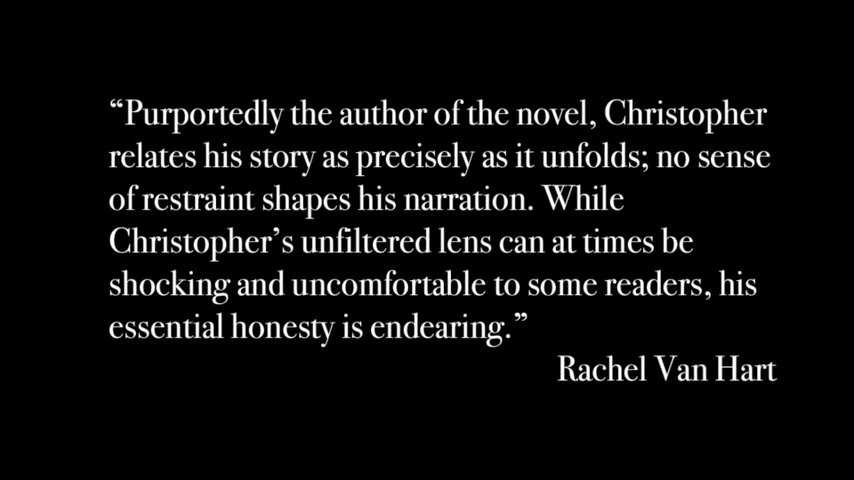 “Purportedly the author of the novel, Christopher
relates his story as precisely as it unfolds; no sense
of restraint shapes his narration. While
Christopher’s unfiltered lens can at times be
shocking and uncomfortable to some readers, his
essential honesty is endearing.”
Rachel Van Hart